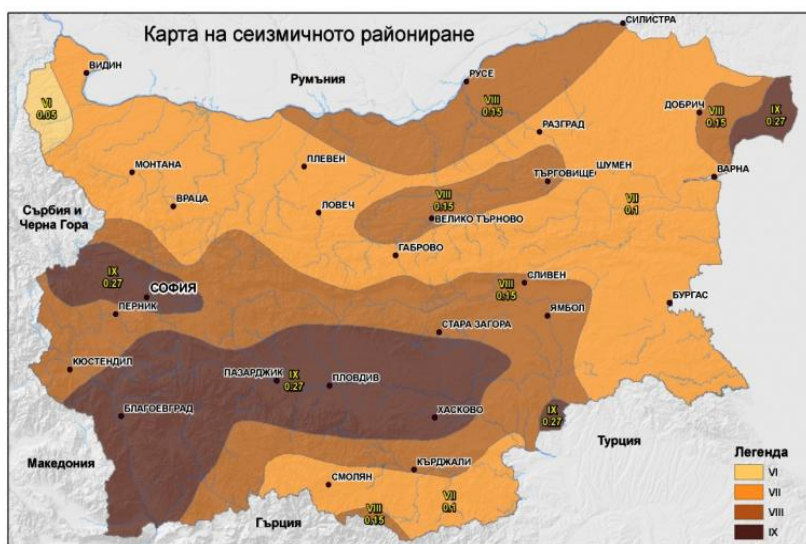 Карта на сеизмичното райониране
СИЛИСТРА
ВИДИН
Румъния
РУСЕ
VI
0.05
VIII
0.15
ДОБРИЧ
VIII
0.15
IX
0.27
РАЗГРАД
МОНТАНА
ПЛЕВЕН
ШУМЕН
ТЪРГОВИЩЕ
ВАРНА
ВРАЦА
ЛОВЕЧ
VIII
0.15
ВЕЛИКО ТЪРНОВО
VII
0.1
Сърбия и
Черна Гора
ГАБРОВО
IX
0.27
СОФИЯ
VIII
0.15
СЛИВЕН
БУРГАС
ПЕРНИК
ЯМБОЛ
СТАРА ЗАГОРА
КЮСТЕНДИЛ
ПАЗАРДЖИК
IX
0.27
ПЛОВДИВ
БЛАГОЕВГРАД
ХАСКОВО
IX
0.27
Турция
Македония
КЪРДЖАЛИ
СМОЛЯН
VII
0.1
VIII
0.15
Гърция
Легенда
VI
VII
VIII
IX